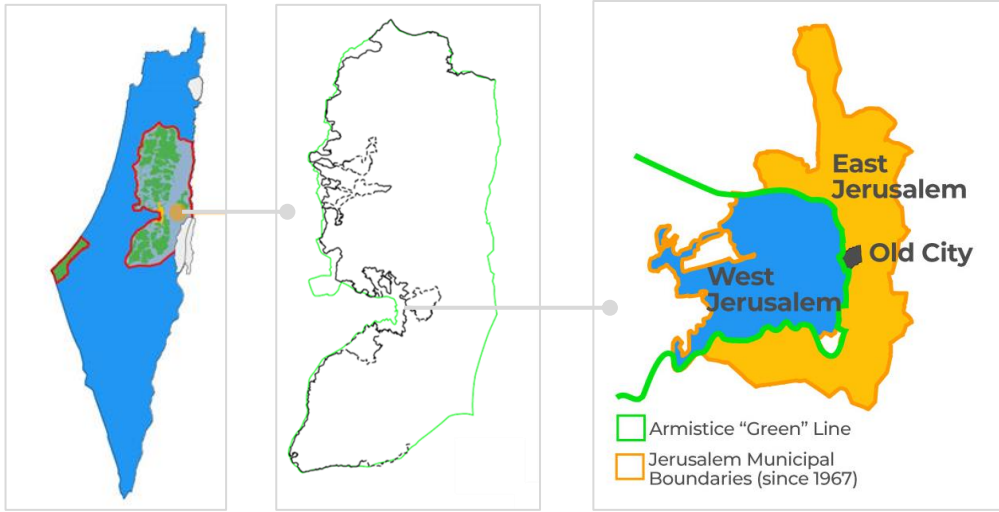 East
Jerusalem
Old City
West
Jerusalem
Armistice “Green” Line
Jerusalem Municipal
Boundaries (since 1967)